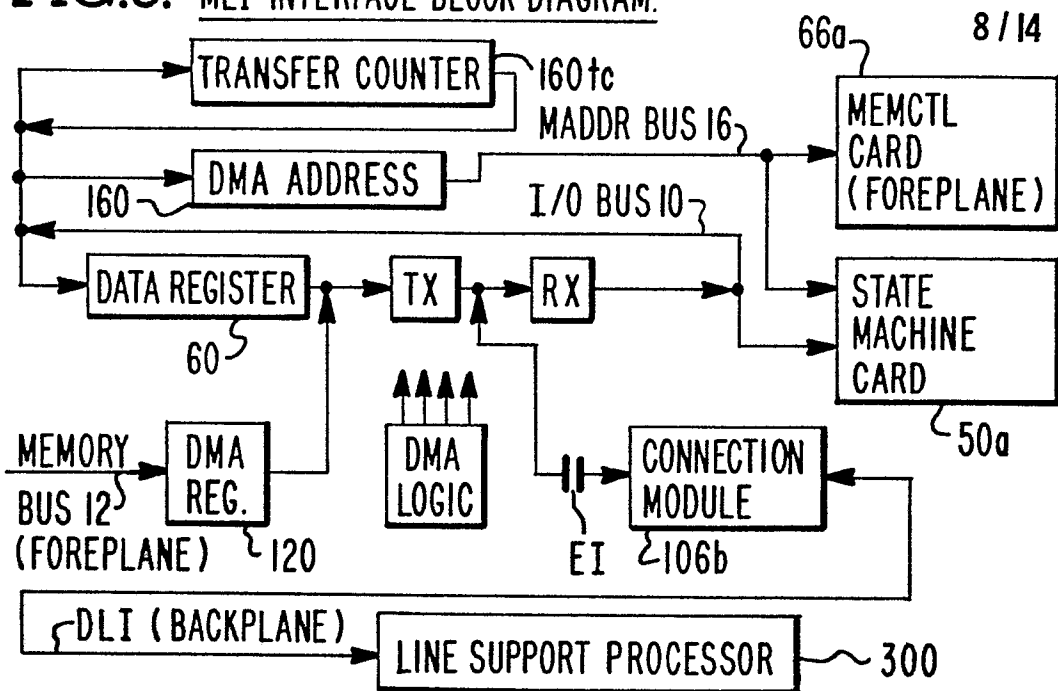 MLI INTERFACE BLOCK DIAGRAM.
8/14
66a
TRANSFER COUNTER
160tc
MADDR BUS 16
MEMCTL
CARD
(FOREPLANE)
DMA ADDRESS
160
I/O BUS 10
DATA REGISTER
TX
RX
60
STATE
MACHINE
CARD
50a
MEMORY
BUS 12
(FOREPLANE)
DMA
REG.
120
DMA
LOGIC
EI
CONNECTION
MODULE
106b
DLI (BACKPLANE)
LINE SUPPORT PROCESSOR
300